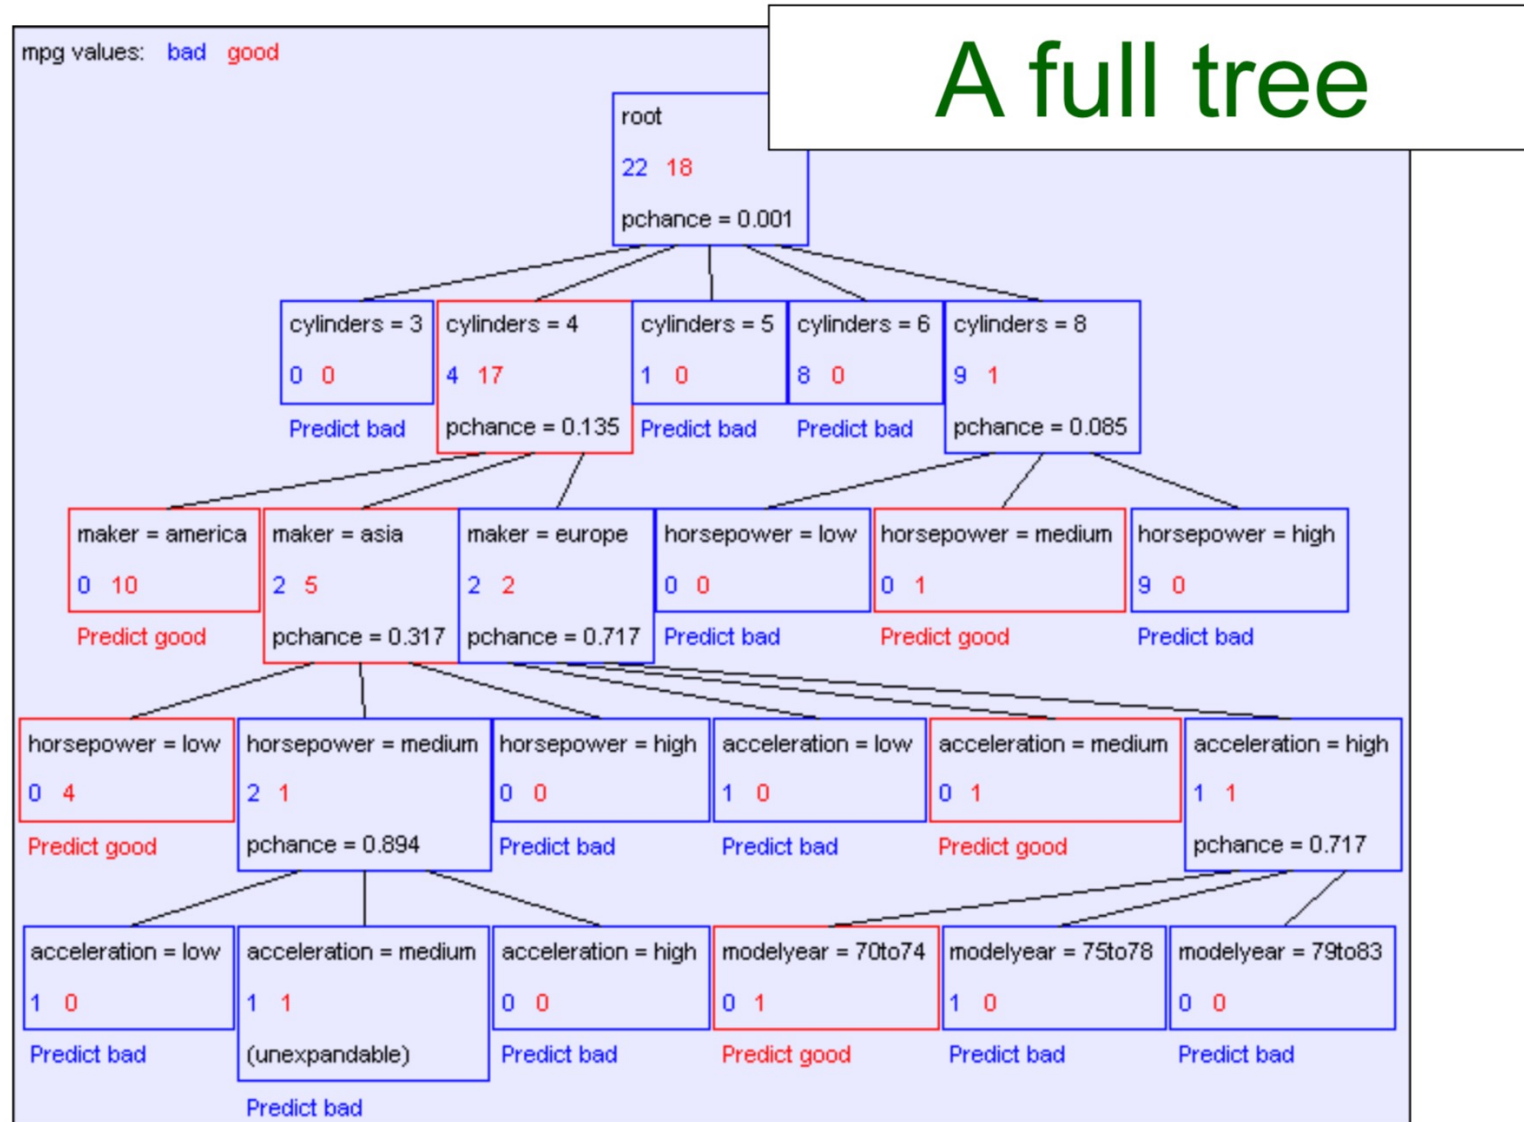 A full tree
mpg values: bad good
root
22 18
pchance = 0.001
cylinders = 3
0 0
Predict bad
cylinders = 4
4 17
pchance = 0.135
cylinders = 5
1 0
Predict bad
cylinders = 6
8 0
Predict bad
cylinders = 8
9 1
pchance = 0.085
maker = america
0 10
Predict good
maker = asia
2 5
pchance = 0.317
maker = europe
2 2
pchance = 0.717
horsepower = low
0 0
Predict bad
horsepower = medium
0 1
Predict good
horsepower = high
9 0
Predict bad
horsepower = low
0 4
Predict good
horsepower = medium
2 1
pchance = 0.894
horsepower = high
0 0
Predict bad
acceleration = low
1 0
Predict bad
acceleration = medium
0 1
Predict good
acceleration = high
1 1
pchance = 0.717
acceleration = low
1 0
Predict bad
acceleration = medium
1 1
(unexpandable)
Predict bad
acceleration = high
0 0
Predict bad
modelyear = 70to74
0 1
Predict good
modelyear = 75to78
1 0
Predict bad
modelyear = 79to83
0 0
Predict bad